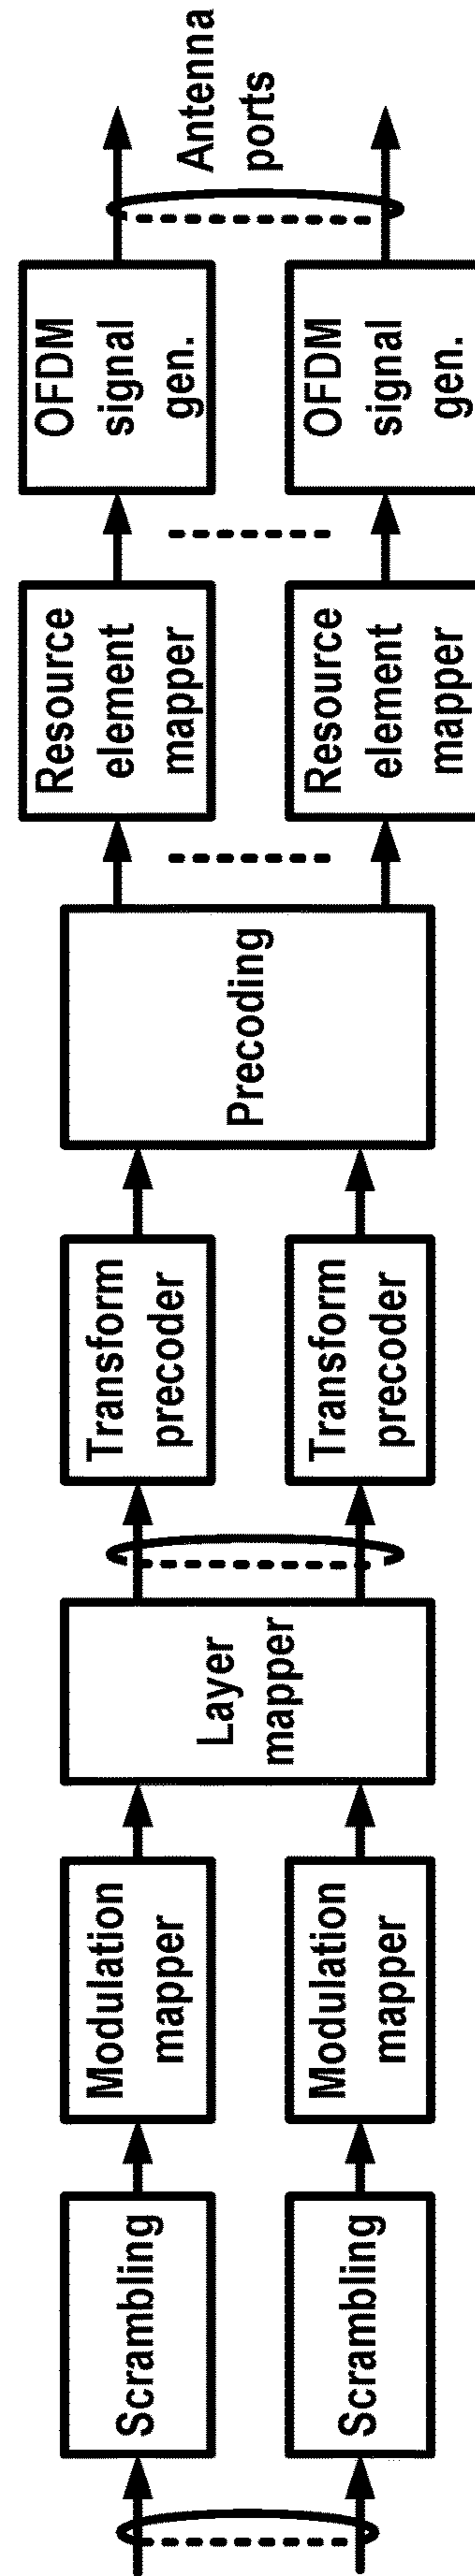 Scrambling
Scrambling
Modulation
mapper
Modulation
mapper
Layer
mapper
Transform
precoder
Transform
precoder
Precoding
Resource
element
mapper
Resource
element
mapper
OFDM
signal
gen.
OFDM
signal
gen.
Antenna
ports